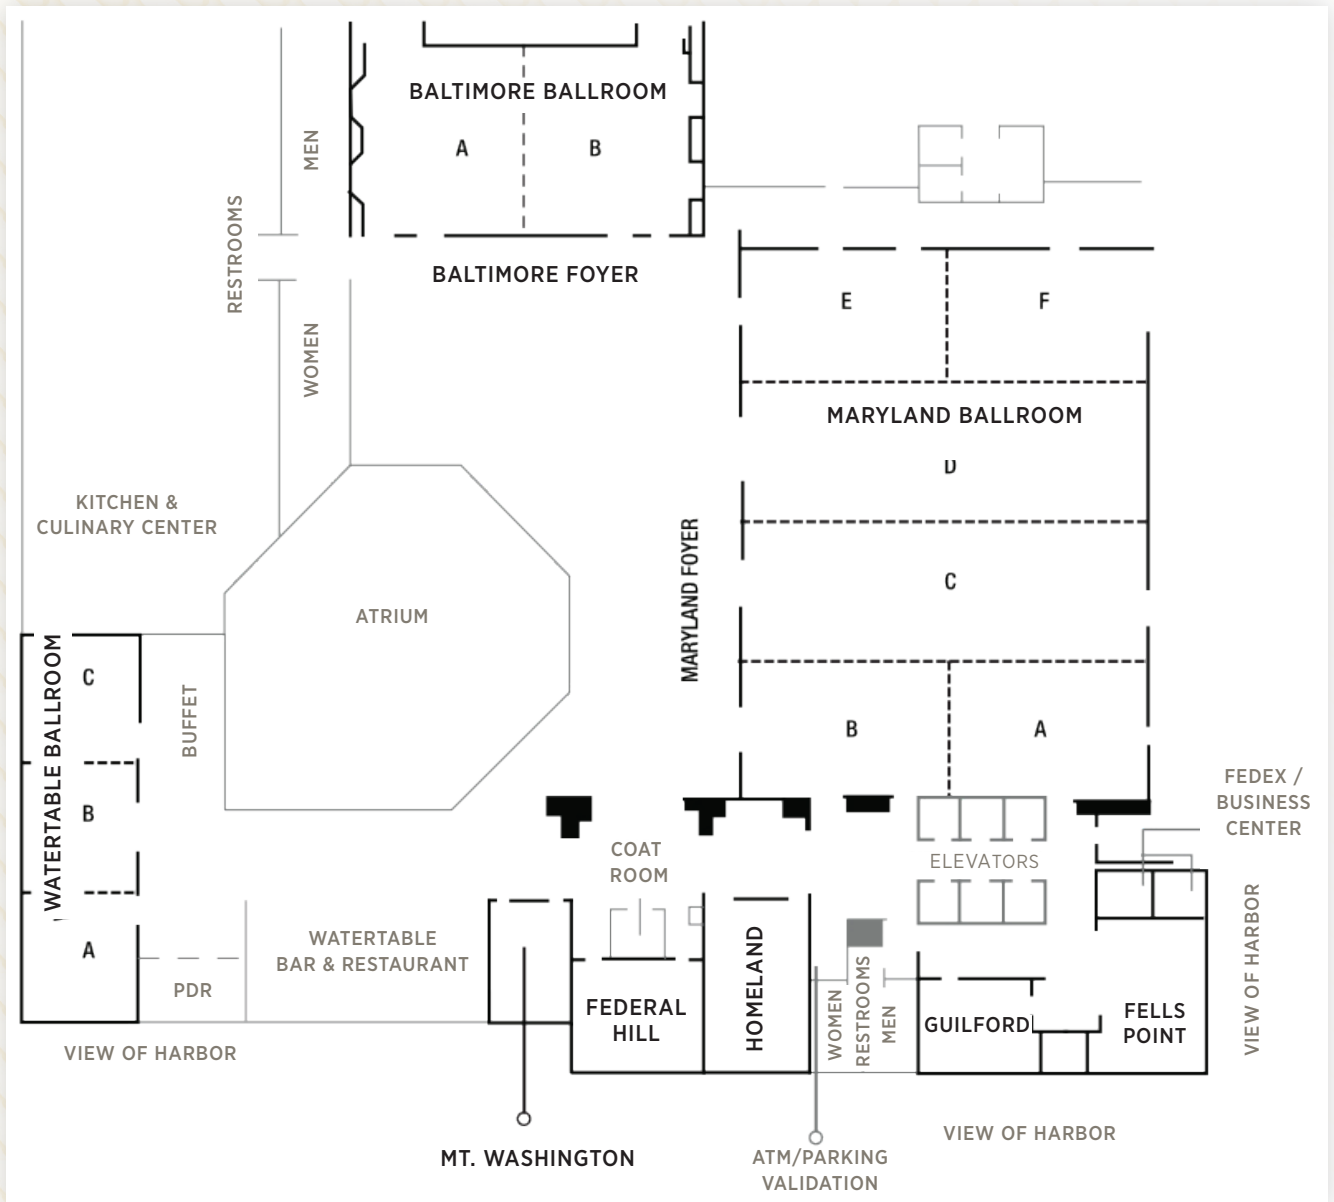 BALTIMORE BALLROOM
A
B
MEN
RESTROOMS
WOMEN
BALTIMORE FOYER
E
F
MARYLAND BALLROOM
D
C
B
A
MARYLAND FOYER
KITCHEN &
CULINARY CENTER
ATRIUM
WATERTABLE BALLROOM
C
B
A
BUFFET
PDR
WATERTABLE
BAR & RESTAURANT
VIEW OF HARBOR
COAT
ROOM
FEDERAL
HILL
HOMELAND
MT. WASHINGTON
ELEVATORS
WOMEN
RESTROOMS
MEN
GUILFORD
FELLS
POINT
FEDEX /
BUSINESS
CENTER
VIEW OF HARBOR
VIEW OF HARBOR
ATM/PARKING
VALIDATION